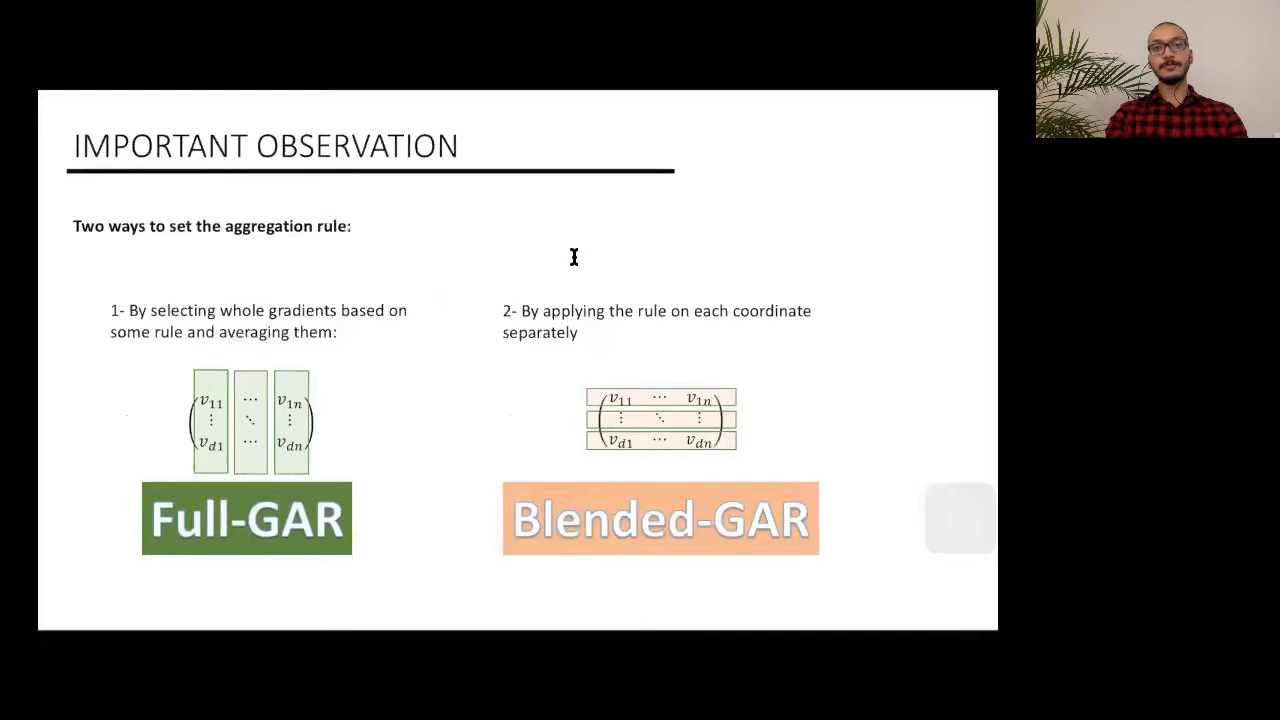 IMPORTANT OBSERVATION
Two ways to set the aggregation rule:
1- By selecting whole gradients based on
some rule and averaging them:
v11 ⋯ v1n
⋮ ⋱ ⋮
vd1 ⋯ vdn
Full-GAR
2- By applying the rule on each coordinate
separately
v11 ⋯ v1n
⋮ ⋱ ⋮
vd1 ⋯ vdn
Blended-GAR